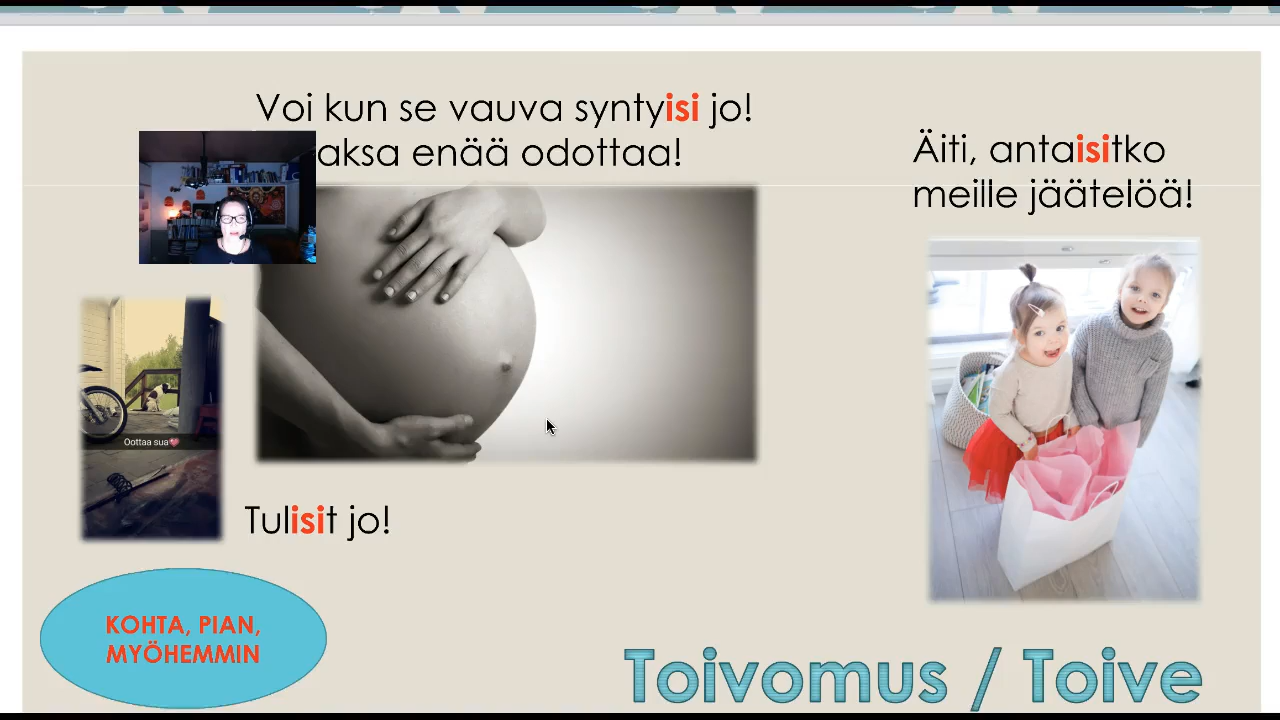 Voi kun se vauva syntyisi jo!
aksa enää odottaa!
Äiti, antaisitko
meille jäätelöä!
Oottaa sua
Tulisit jo!
KOHTA, PIAN,
MYÖHEMMIN
Toivomus / Toive